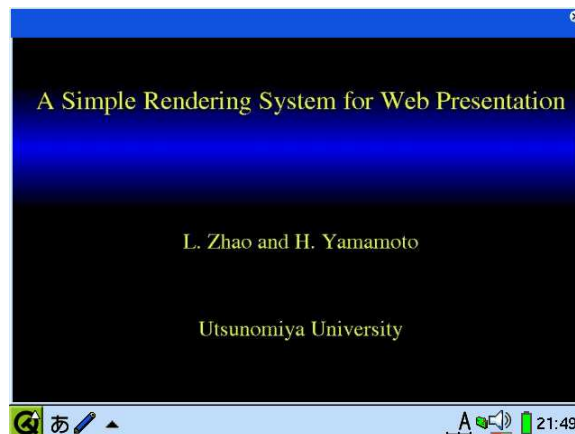 A Simple Rendering System for Web Presentation
L. Zhao and H. Yamamoto
Utsunomiya University
あ A 21:49